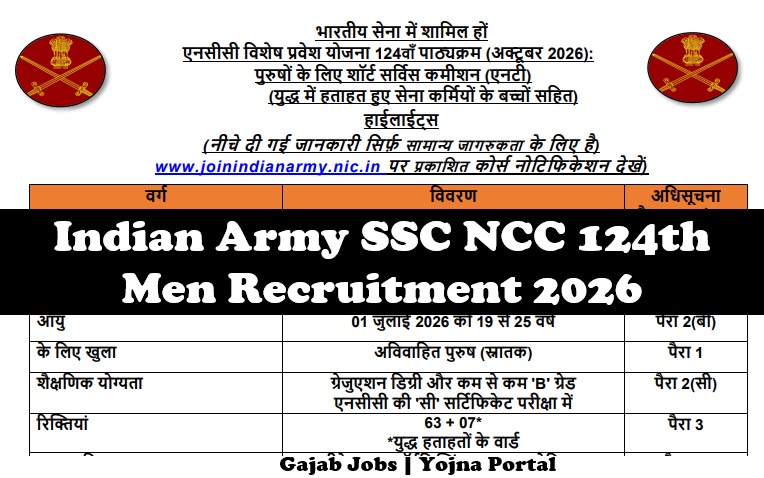 भारतीय सेना में शामिल हों
एनसीसी विशेष प्रवेश योजना 124वाँ पाठ्यक्रम (अक्टूबर 2026):
पुरुषों के लिए शॉर्ट सर्विस कमीशन (एनटी)
(युद्ध में हताहत हुए सेना कर्मियों के बच्चों सहित)
हाईलाईट्स
(नीचे दी गई जानकारी सिर्फ़ सामान्य जागरुकता के लिए है)
www.joinindianarmy.nic.in पर प्रकाशित कोर्स नोटिफिकेशन देखें)
वर्ग विवरण अधिसूचना
Indian Army SSC NCC 124th
Men Recruitment 2026
आयु 01 जुलाई 2026 को 19 से 25 वर्ष पैरा 2(बी)
के लिए खुला अविवाहित पुरुष (स्नातक) पैरा 1
शैक्षणिक योग्यता ग्रेजुएशन डिग्री और कम से कम 'B' ग्रेड पैरा 2(सी)
एनसीसी की 'सी' सर्टिफिकेट परीक्षा में
रिक्तियां 63 + 07* पैरा 3
*युद्ध हताहतों के वार्ड
Gajab Jobs | Yojna Portal